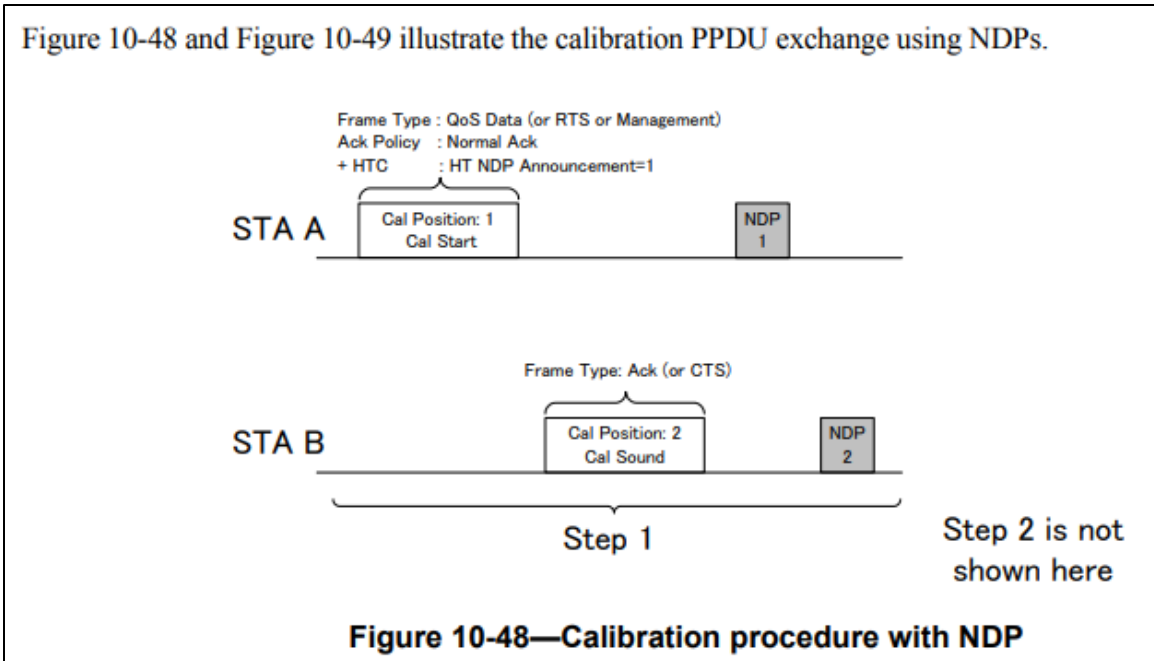 Figure 10-48 and Figure 10-49 illustrate the calibration PPDU exchange using NDPs.
Frame Type : QoS Data (or RTS or Management)
Ack Policy : Normal Ack
+ HTC : HT NDP Announcement=1
STA A
Cal Position: 1
Cal Start
NDP
1
Frame Type: Ack (or CTS)
STA B
Cal Position: 2
Cal Sound
NDP
2
Step 1
Step 2 is not
shown here
Figure 10-48—Calibration procedure with NDP